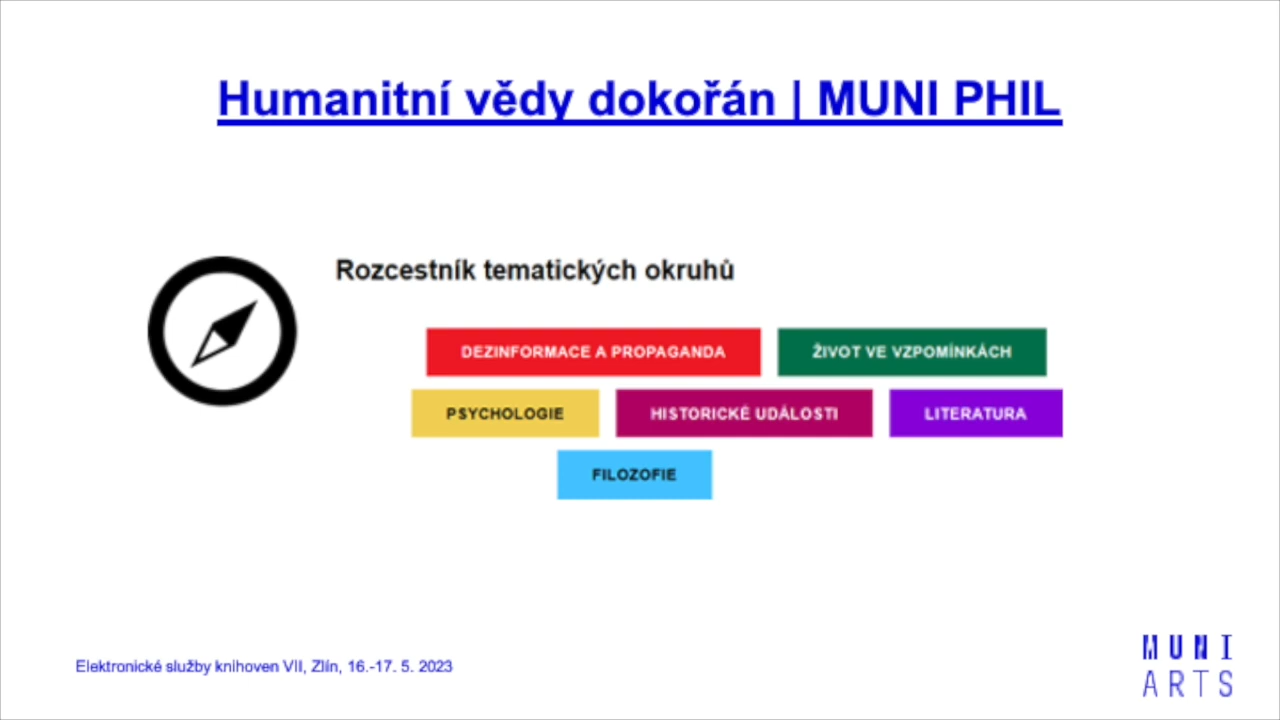 Humanitní vědy dokořán | MUNI PHIL
Rozcestník tematických okruhů
DEZINFORMACE A PROPAGANDA
ŽIVOT VE VZPOMÍNKÁCH
PSYCHOLOGIE
HISTORICKÉ UDÁLOSTI
LITERATURA
FILOZOFIE
Elektronické služby knihoven VII, Zlín, 16.-17. 5. 2023
MUNI
ARTS